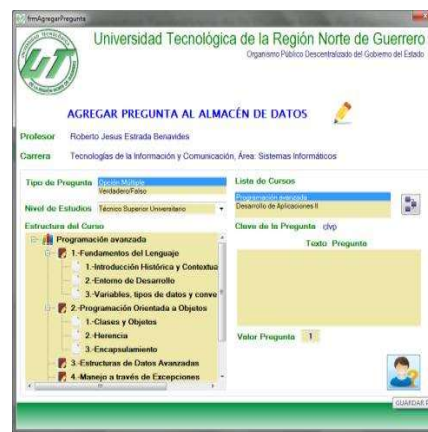 frmAgregarPregunta
Universidad Tecnológica de la Región Norte de Guerrero
Organismo Público Descentralizado del Gobierno del Estado
UT
AGREGAR PREGUNTA AL ALMACÉN DE DATOS
Profesor Roberto Jesus Estrada Benavides
Carrera Tecnologías de la Información y Comunicación, Área: Sistemas Informáticos
Tipo de Pregunta Opción Múltiple
Verdadero/Falso
Nivel de Estudios Técnico Superior Universitario
Lista de Cursos
Programación avanzada
Desarrollo de Aplicaciones II
Estructura del Curso
Programación avanzada
1.-Fundamentos del Lenguaje
1.-Introducción Histórica y Contextua
2.-Entorno de Desarrollo
3.-Variables, tipos de datos y conve
2.-Programación Orientada a Objetos
1.-Clases y Objetos
2.-Herencia
3.-Encapsulamiento
3.-Estructuras de Datos Avanzadas
4.-Manejo a través de Excepciones
Clave de la Pregunta clvp
Texto Pregunta
Valor Pregunta 1
GUARDAR P